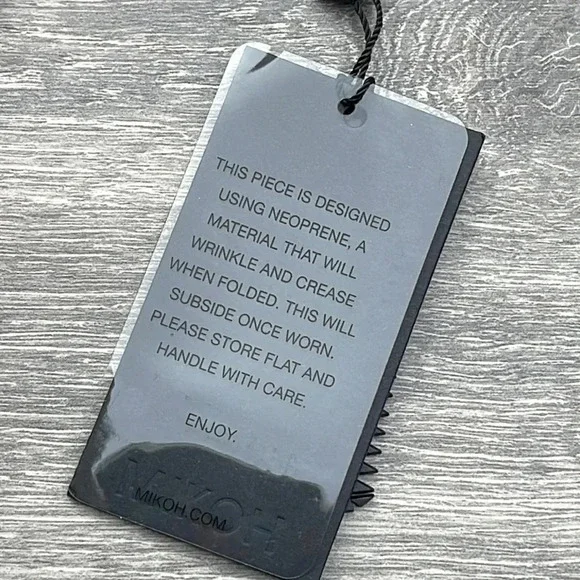 THIS PIECE IS DESIGNED
USING NEOPRENE, A
MATERIAL THAT WILL
WRINKLE AND CREASE
WHEN FOLDED. THIS WILL
SUBSIDE ONCE WORN.
PLEASE STORE FLAT AND
HANDLE WITH CARE.
ENJOY.
MIKOH
MIKOH.COM